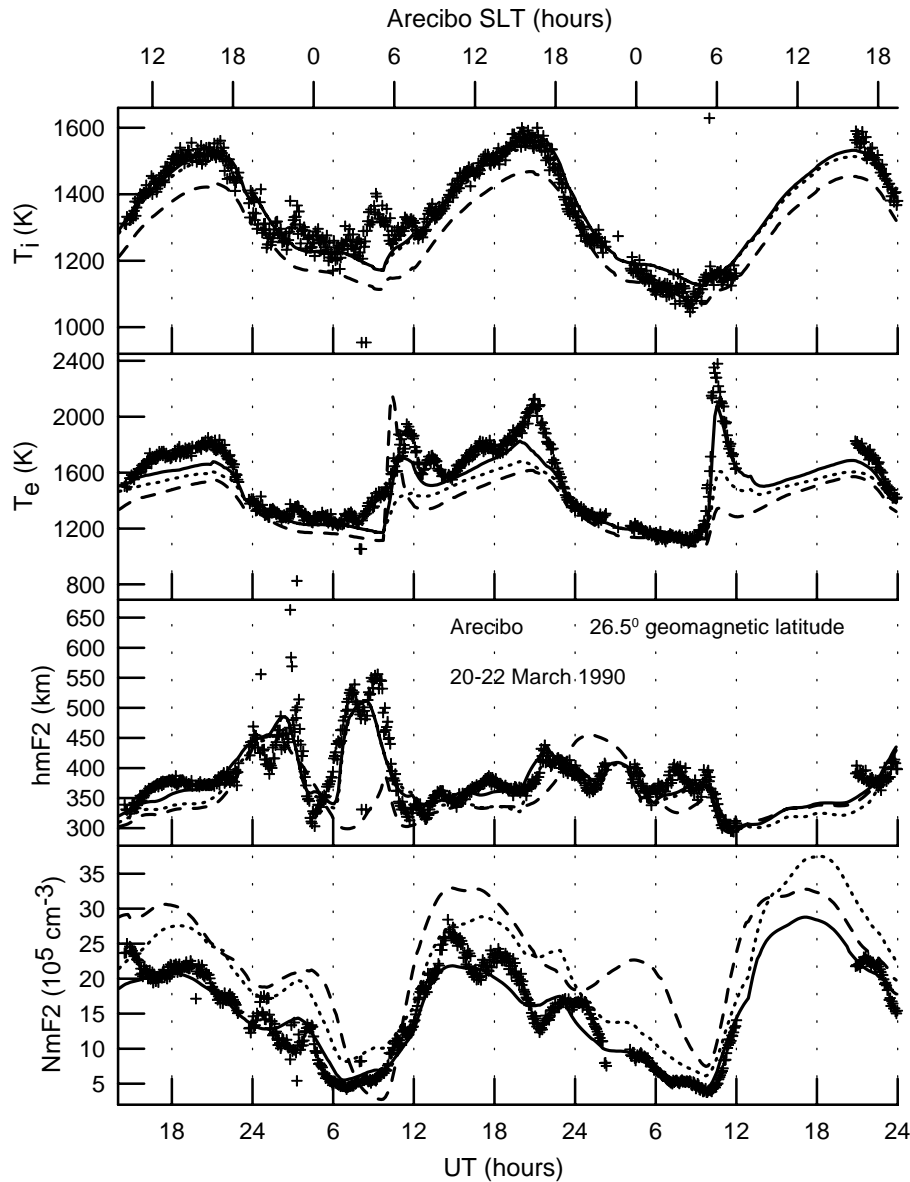 Arecibo SLT (hours)
12 18 0 6 12 18 0 6 12 18
Ti (K)
1600
1400
1200
1000
Te (K)
2400
2000
1600
1200
800
hmF2 (km)
650
600
550
500
450
400
350
300
Arecibo 26.5⁰ geomagnetic latitude
20-22 March 1990
NmF2 (10⁵ cm⁻³)
35
30
25
20
15
10
5
18 24 6 12 18 24 6 12 18 24
UT (hours)